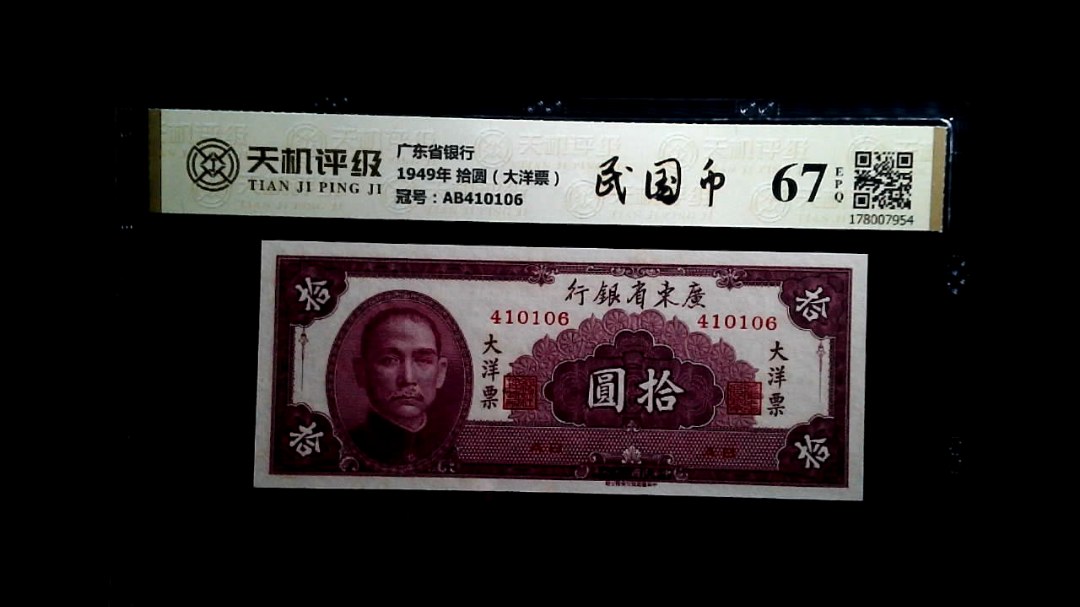 天机评级
TIAN JI PING JI
广东省银行
1949年 拾圆（大洋票）
冠号：AB410106
民国币
67
EPQ
178007954
拾
拾
行銀省東廣
410106
410106
大洋票
大洋票
圓拾
拾
拾